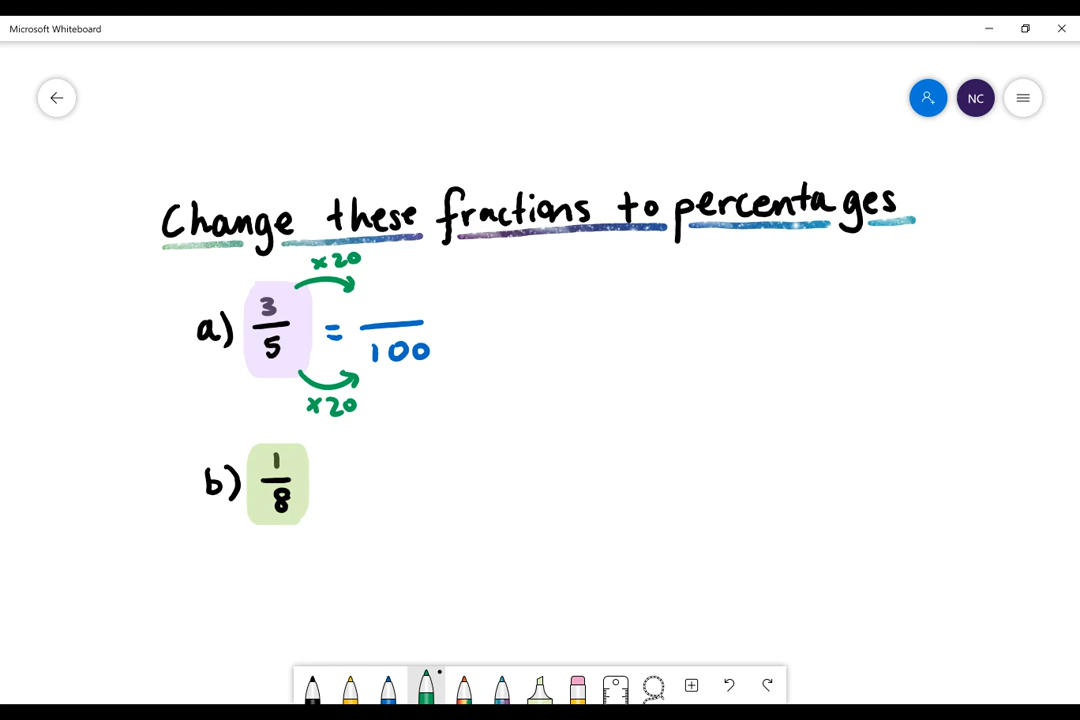 Microsoft Whiteboard
NC
Change these fractions to percentages
×20
a) 3/5 = /100
×20
b) 1/8